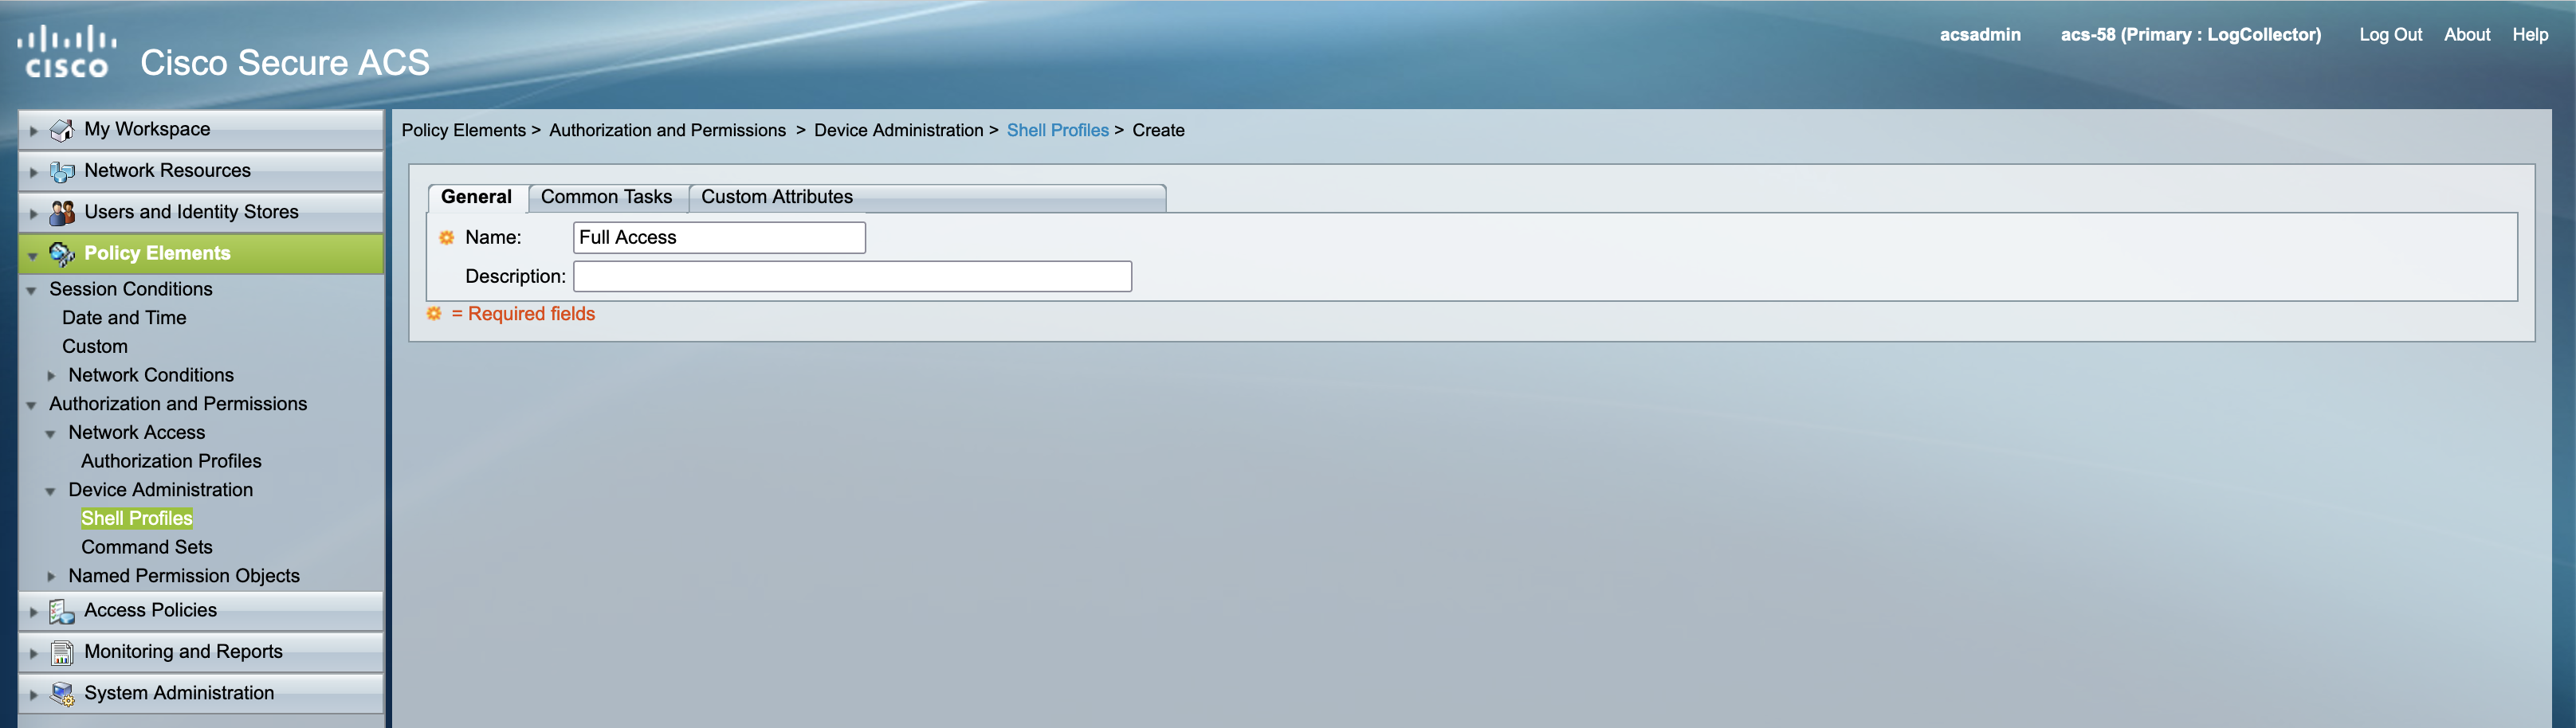 acsadmin acs-58 (Primary : LogCollector) Log Out About Help
CISCO Cisco Secure ACS
My Workspace
Network Resources
Users and Identity Stores
Policy Elements
Session Conditions
Date and Time
Custom
Network Conditions
Authorization and Permissions
Network Access
Authorization Profiles
Device Administration
Shell Profiles
Command Sets
Named Permission Objects
Access Policies
Monitoring and Reports
System Administration
Policy Elements > Authorization and Permissions > Device Administration > Shell Profiles > Create
General Common Tasks Custom Attributes
Name: Full Access
Description:
= Required fields